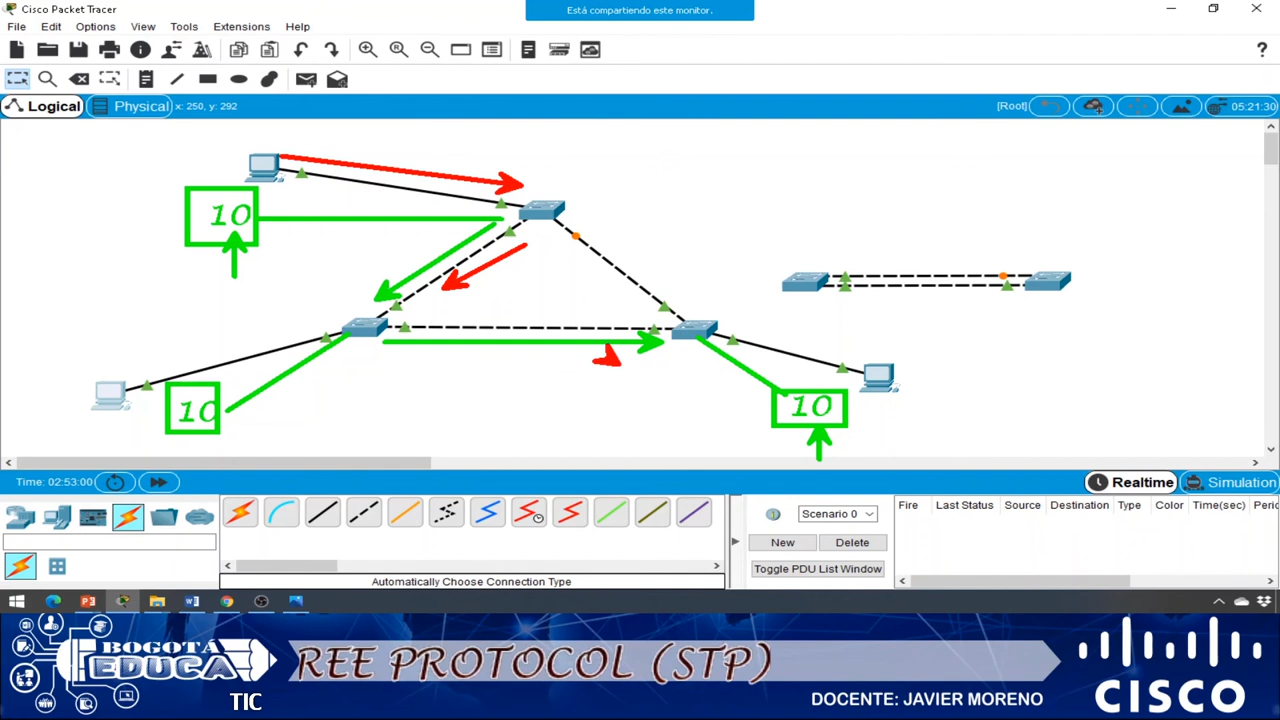 Cisco Packet Tracer
Está compartiendo este monitor.
File Edit Options View Tools Extensions Help
Logical Physical x: 250, y: 292 [Root] 05:21:30
10
10
10
Time: 02:53:00 Realtime Simulation
Scenario 0
Fire Last Status Source Destination Type Color Time(sec) Perio
New Delete
Toggle PDU List Window
Automatically Choose Connection Type
BOGOTÁ
EDUCA
TIC
REE PROTOCOL (STP)
DOCENTE: JAVIER MORENO
CISCO